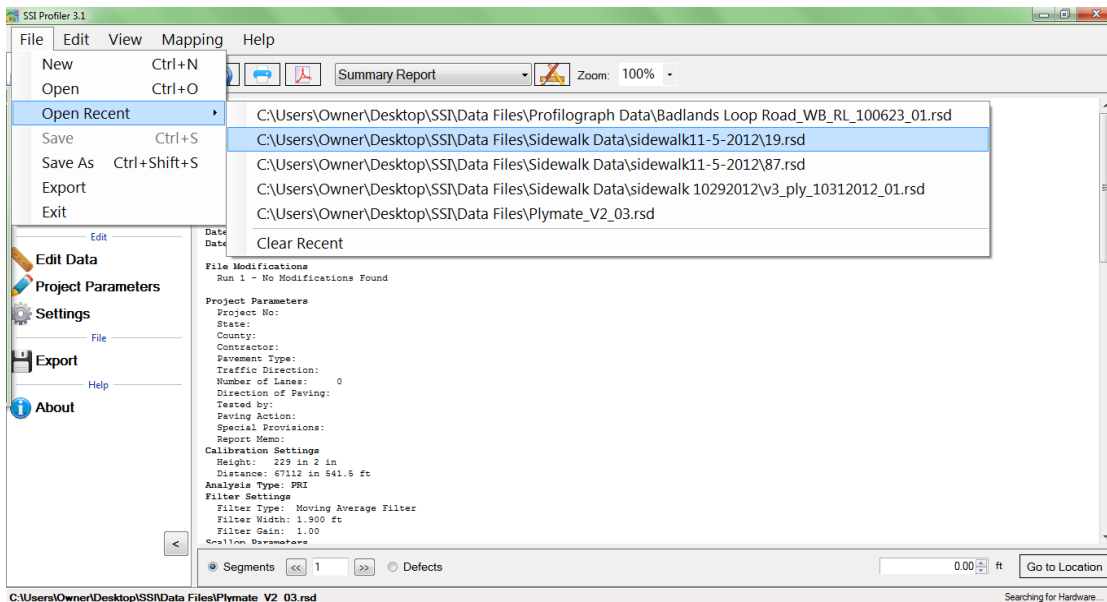 SSI Profiler 3.1
File Edit View Mapping Help
New Ctrl+N
Open Ctrl+O
Open Recent
Save Ctrl+S
Save As Ctrl+Shift+S
Export
Exit
Summary Report Zoom: 100%
C:\Users\Owner\Desktop\SSI\Data Files\Profilograph Data\Badlands Loop Road_WB_RL_100623_01.rsd
C:\Users\Owner\Desktop\SSI\Data Files\Sidewalk Data\sidewalk11-5-2012\19.rsd
C:\Users\Owner\Desktop\SSI\Data Files\Sidewalk Data\sidewalk11-5-2012\87.rsd
C:\Users\Owner\Desktop\SSI\Data Files\Sidewalk Data\sidewalk 10292012\v3_ply_10312012_01.rsd
C:\Users\Owner\Desktop\SSI\Data Files\Plymate_V2_03.rsd
Clear Recent
Edit
Edit Data
Project Parameters
Settings
File
Export
Help
About
<
Date
Date
File Modifications
Run 1 - No Modifications Found
Project Parameters
Project No:
State:
County:
Contractor:
Pavement Type:
Traffic Direction:
Number of Lanes: 0
Direction of Paving:
Tested by:
Paving Action:
Special Provisions:
Report Memo:
Calibration Settings
Height: 229 in 2 in
Distance: 67112 in 541.5 ft
Analysis Type: PRI
Filter Settings
Filter Type: Moving Average Filter
Filter Width: 1.900 ft
Filter Gain: 1.00
Scallop Parameters
Segments << 1 >> Defects 0.00 ft Go to Location
C:\Users\Owner\Desktop\SSI\Data Files\Plymate_V2_03.rsd Searching for Hardware...